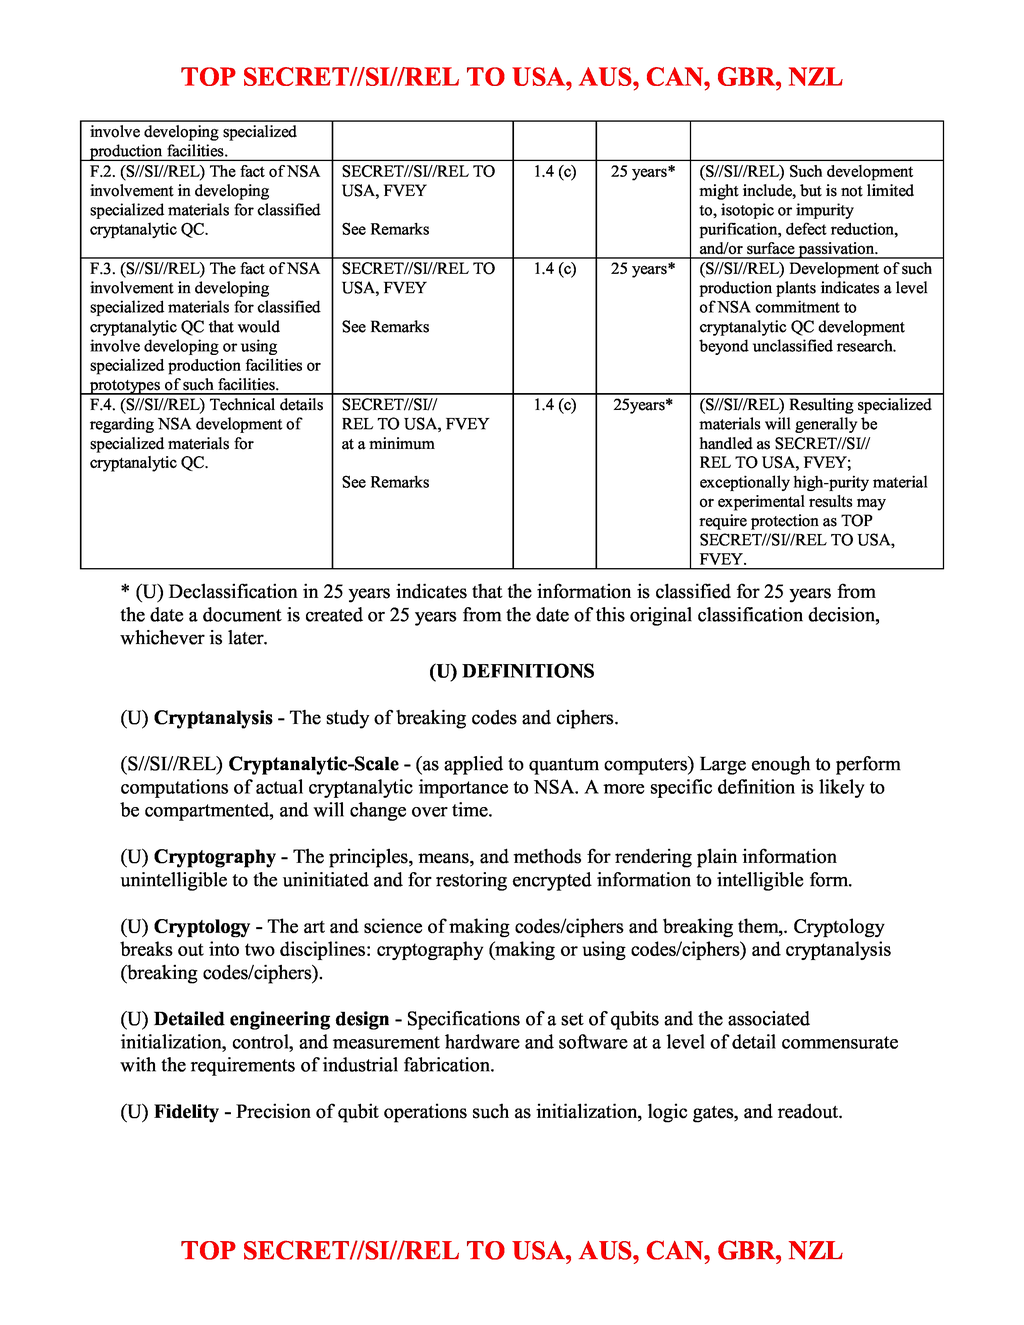 TOP SECRET//SI//REL TO USA, AUS, CAN, GBR, NZL
involve developing specialized
production facilities.
F.2. (S//SI//REL) The fact of NSA
involvement in developing
specialized materials for classified
cryptanalytic QC.
SECRET//SI//REL TO
USA, FVEY
See Remarks
1.4 (c)
25 years*
(S//SI//REL) Such development
might include, but is not limited
to, isotopic or impurity
purification, defect reduction,
and/or surface passivation.
F.3. (S//SI//REL) The fact of NSA
involvement in developing
specialized materials for classified
cryptanalytic QC that would
involve developing or using
specialized production facilities or
prototypes of such facilities.
SECRET//SI//REL TO
USA, FVEY
See Remarks
1.4 (c)
25 years*
(S//SI//REL) Development of such
production plants indicates a level
of NSA commitment to
cryptanalytic QC development
beyond unclassified research.
F.4. (S//SI//REL) Technical details
regarding NSA development of
specialized materials for
cryptanalytic QC.
SECRET//SI//
REL TO USA, FVEY
at a minimum
See Remarks
1.4 (c)
25years*
(S//SI//REL) Resulting specialized
materials will generally be
handled as SECRET//SI//
REL TO USA, FVEY;
exceptionally high-purity material
or experimental results may
require protection as TOP
SECRET//SI//REL TO USA,
FVEY.
* (U) Declassification in 25 years indicates that the information is classified for 25 years from
the date a document is created or 25 years from the date of this original classification decision,
whichever is later.
(U) DEFINITIONS
(U) Cryptanalysis - The study of breaking codes and ciphers.
(S//SI//REL) Cryptanalytic-Scale - (as applied to quantum computers) Large enough to perform
computations of actual cryptanalytic importance to NSA. A more specific definition is likely to
be compartmented, and will change over time.
(U) Cryptography - The principles, means, and methods for rendering plain information
unintelligible to the uninitiated and for restoring encrypted information to intelligible form.
(U) Cryptology - The art and science of making codes/ciphers and breaking them,. Cryptology
breaks out into two disciplines: cryptography (making or using codes/ciphers) and cryptanalysis
(breaking codes/ciphers).
(U) Detailed engineering design - Specifications of a set of qubits and the associated
initialization, control, and measurement hardware and software at a level of detail commensurate
with the requirements of industrial fabrication.
(U) Fidelity - Precision of qubit operations such as initialization, logic gates, and readout.
TOP SECRET//SI//REL TO USA, AUS, CAN, GBR, NZL